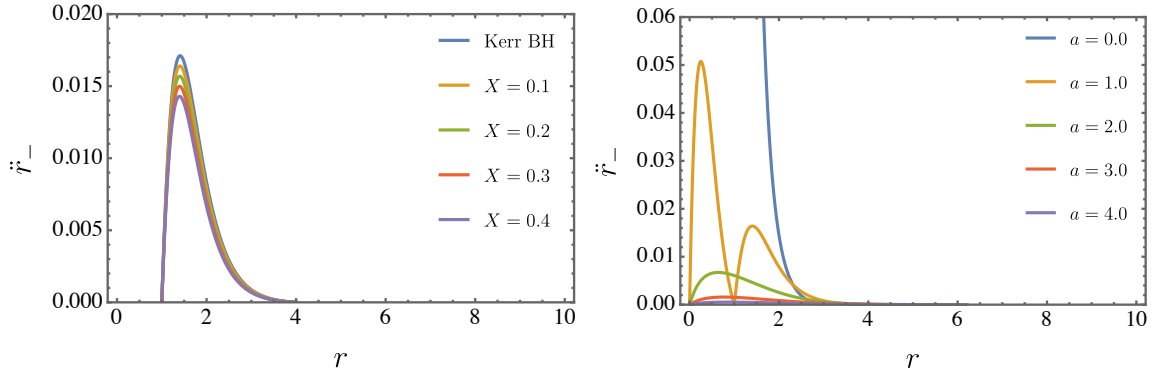 0.020
0.015
0.010
0.005
0.000
r̈₋
0 2 4 6 8 10
r
Kerr BH
X = 0.1
X = 0.2
X = 0.3
X = 0.4
0.06
0.05
0.04
0.03
0.02
0.01
0.00
r̈₋
0 2 4 6 8 10
r
a = 0.0
a = 1.0
a = 2.0
a = 3.0
a = 4.0